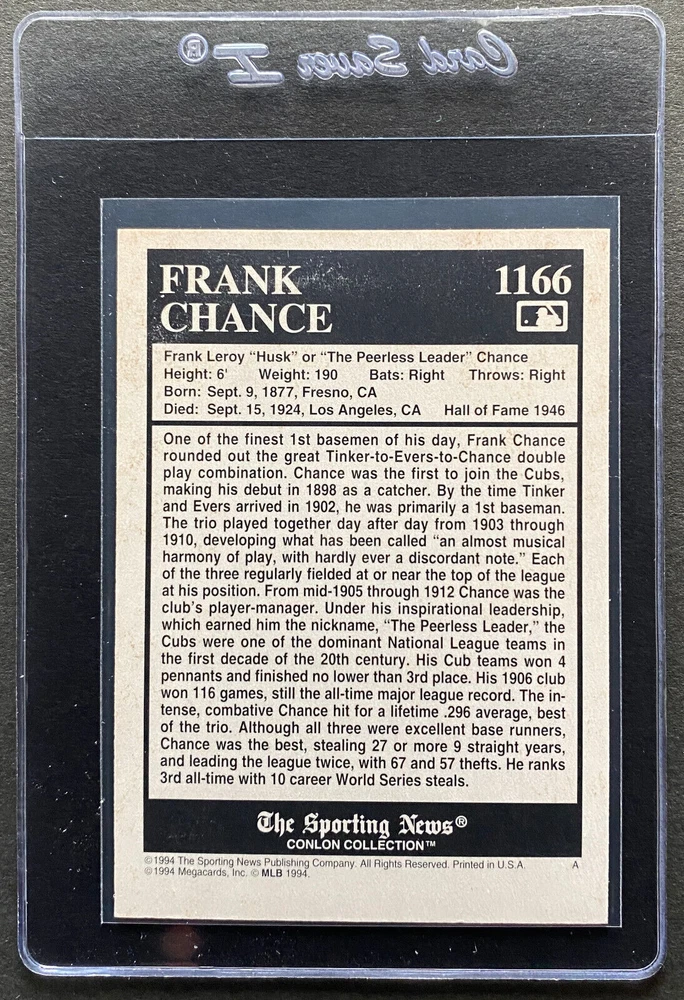 Card Saver I®
FRANK
CHANCE
1166
Frank Leroy “Husk” or “The Peerless Leader” Chance
Height: 6' Weight: 190 Bats: Right Throws: Right
Born: Sept. 9, 1877, Fresno, CA
Died: Sept. 15, 1924, Los Angeles, CA Hall of Fame 1946
One of the finest 1st basemen of his day, Frank Chance
rounded out the great Tinker-to-Evers-to-Chance double
play combination. Chance was the first to join the Cubs,
making his debut in 1898 as a catcher. By the time Tinker
and Evers arrived in 1902, he was primarily a 1st baseman.
The trio played together day after day from 1903 through
1910, developing what has been called “an almost musical
harmony of play, with hardly ever a discordant note.” Each
of the three regularly fielded at or near the top of the league
at his position. From mid-1905 through 1912 Chance was the
club's player-manager. Under his inspirational leadership,
which earned him the nickname, “The Peerless Leader,” the
Cubs were one of the dominant National League teams in
the first decade of the 20th century. His Cub teams won 4
pennants and finished no lower than 3rd place. His 1906 club
won 116 games, still the all-time major league record. The in-
tense, combative Chance hit for a lifetime .296 average, best
of the trio. Although all three were excellent base runners,
Chance was the best, stealing 27 or more 9 straight years,
and leading the league twice, with 67 and 57 thefts. He ranks
3rd all-time with 10 career World Series steals.
The Sporting News®
CONLON COLLECTION™
©1994 The Sporting News Publishing Company. All Rights Reserved. Printed in U.S.A. A
©1994 Megacards, Inc. © MLB 1994.